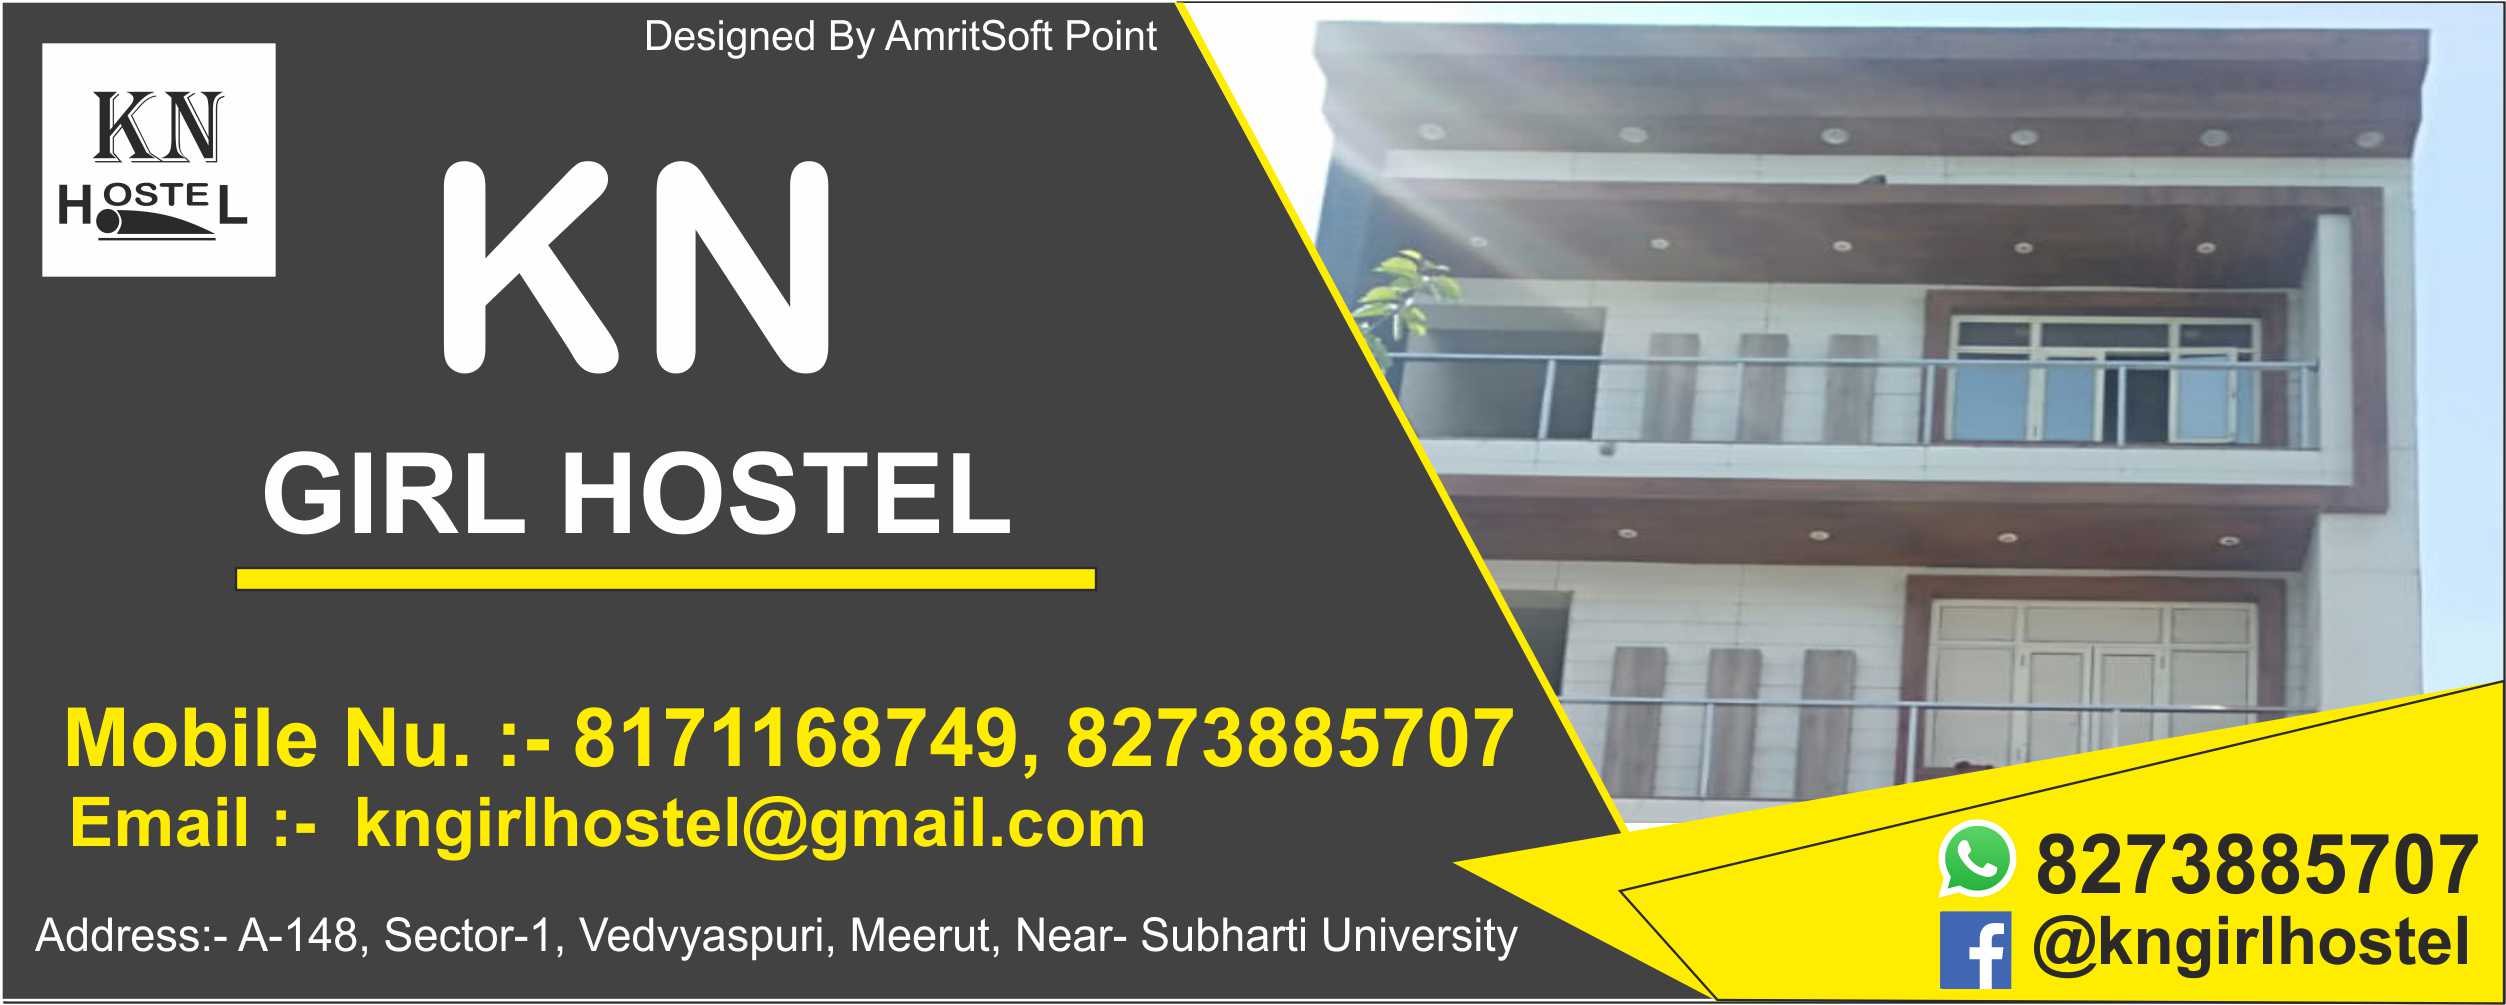 Designed By AmritSoft Point
KN
HOSTEL
KN
GIRL HOSTEL
Mobile Nu. :- 8171168749, 8273885707
Email :- kngirlhostel@gmail.com
Address:- A-148, Sector-1, Vedvyaspuri, Meerut, Near- Subharti University
8273885707
@kngirlhostel